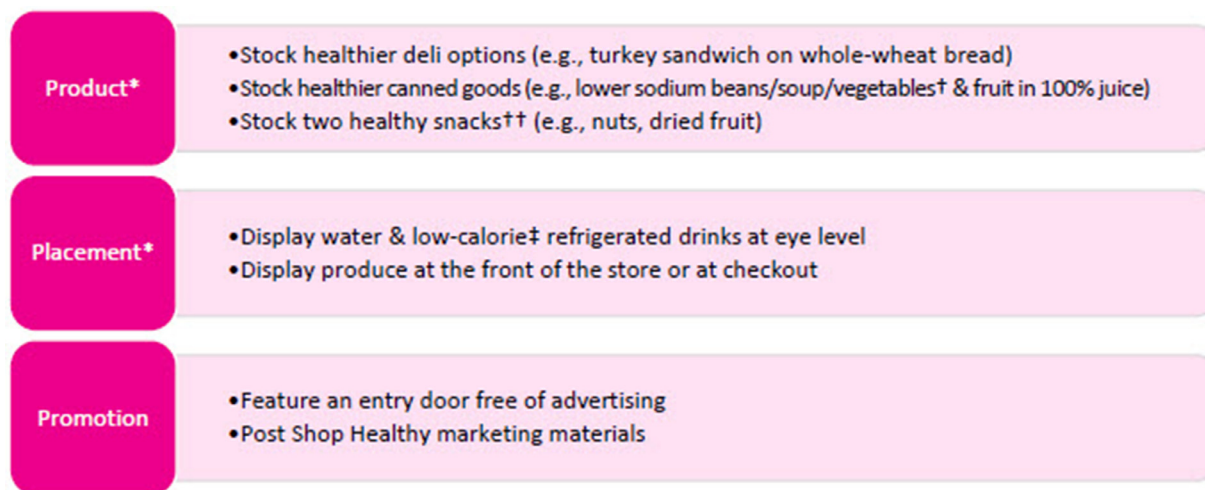 Product*
•Stock healthier deli options (e.g., turkey sandwich on whole-wheat bread)
•Stock healthier canned goods (e.g., lower sodium beans/soup/vegetables† & fruit in 100% juice)
•Stock two healthy snacks†† (e.g., nuts, dried fruit)
Placement*
•Display water & low-calorie‡ refrigerated drinks at eye level
•Display produce at the front of the store or at checkout
Promotion
•Feature an entry door free of advertising
•Post Shop Healthy marketing materials